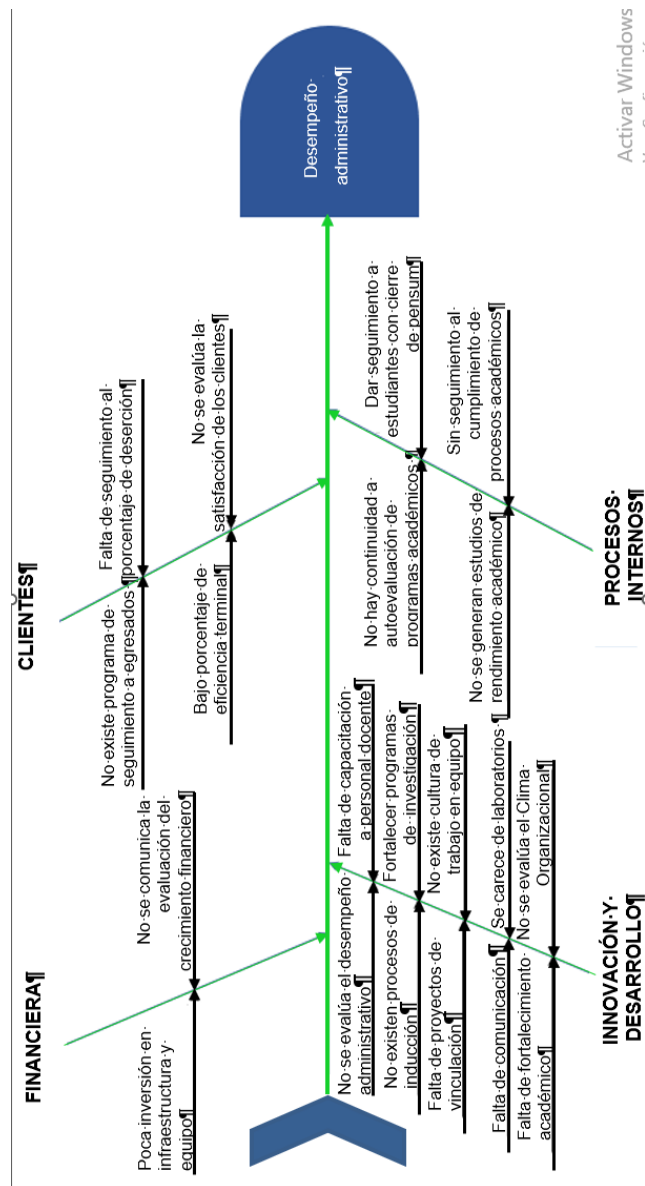 FINANCIERA¶
CLIENTES¶
Poca·inversión·en·
infraestructura·y·
equipo¶
No·se·comunica·la·
evaluación·del·
crecimiento·financiero¶
No·existe·programa·de·
seguimiento·a·egresados·¶
Falta·de·seguimiento·al·
porcentaje·de·deserción¶
Bajo·porcentaje·de·
eficiencia·terminal¶
No·se·evalúa·la·
satisfacción·de·los·clientes¶
Desempeño·
administrativo¶
No·se·evalúa·el·desempeño·
administrativo¶
Falta·de·capacitación·
a·personal·docente¶
No·existen·procesos·de·
inducción¶
Fortalecer·programas·
de··investigación¶
Falta·de·proyectos·de·
vinculación¶
No·existe·cultura·de·
trabajo·en·equipo¶
Falta·de·comunicación¶
Se·carece·de·laboratorios·¶
Falta·de·fortalecimiento·
académico¶
No·se·evalúa·el·Clima·
Organizacional¶
No·hay·continuidad·a·
autoevaluación·de·
programas·académicos·¶
Dar·seguimiento·a·
estudiantes·con·cierre·
de·pensum¶
No·se·generan·estudios·de·
rendimiento·académico¶
Sin·seguimiento·al·
cumplimiento·de·
procesos·académicos¶
INNOVACIÓN·Y·
DESARROLLO¶
PROCESOS·
INTERNOS¶
Activar Windows